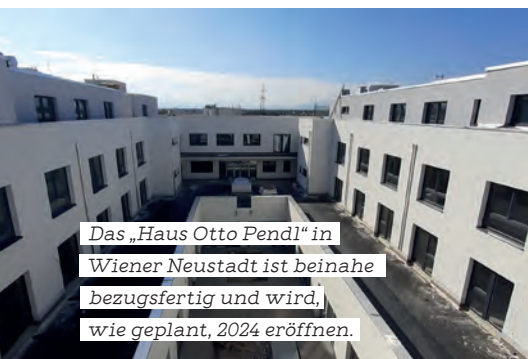 Das „Haus Otto Pendl“ in
Wiener Neustadt ist beinahe
bezugsfertig und wird,
wie geplant, 2024 eröffnen.